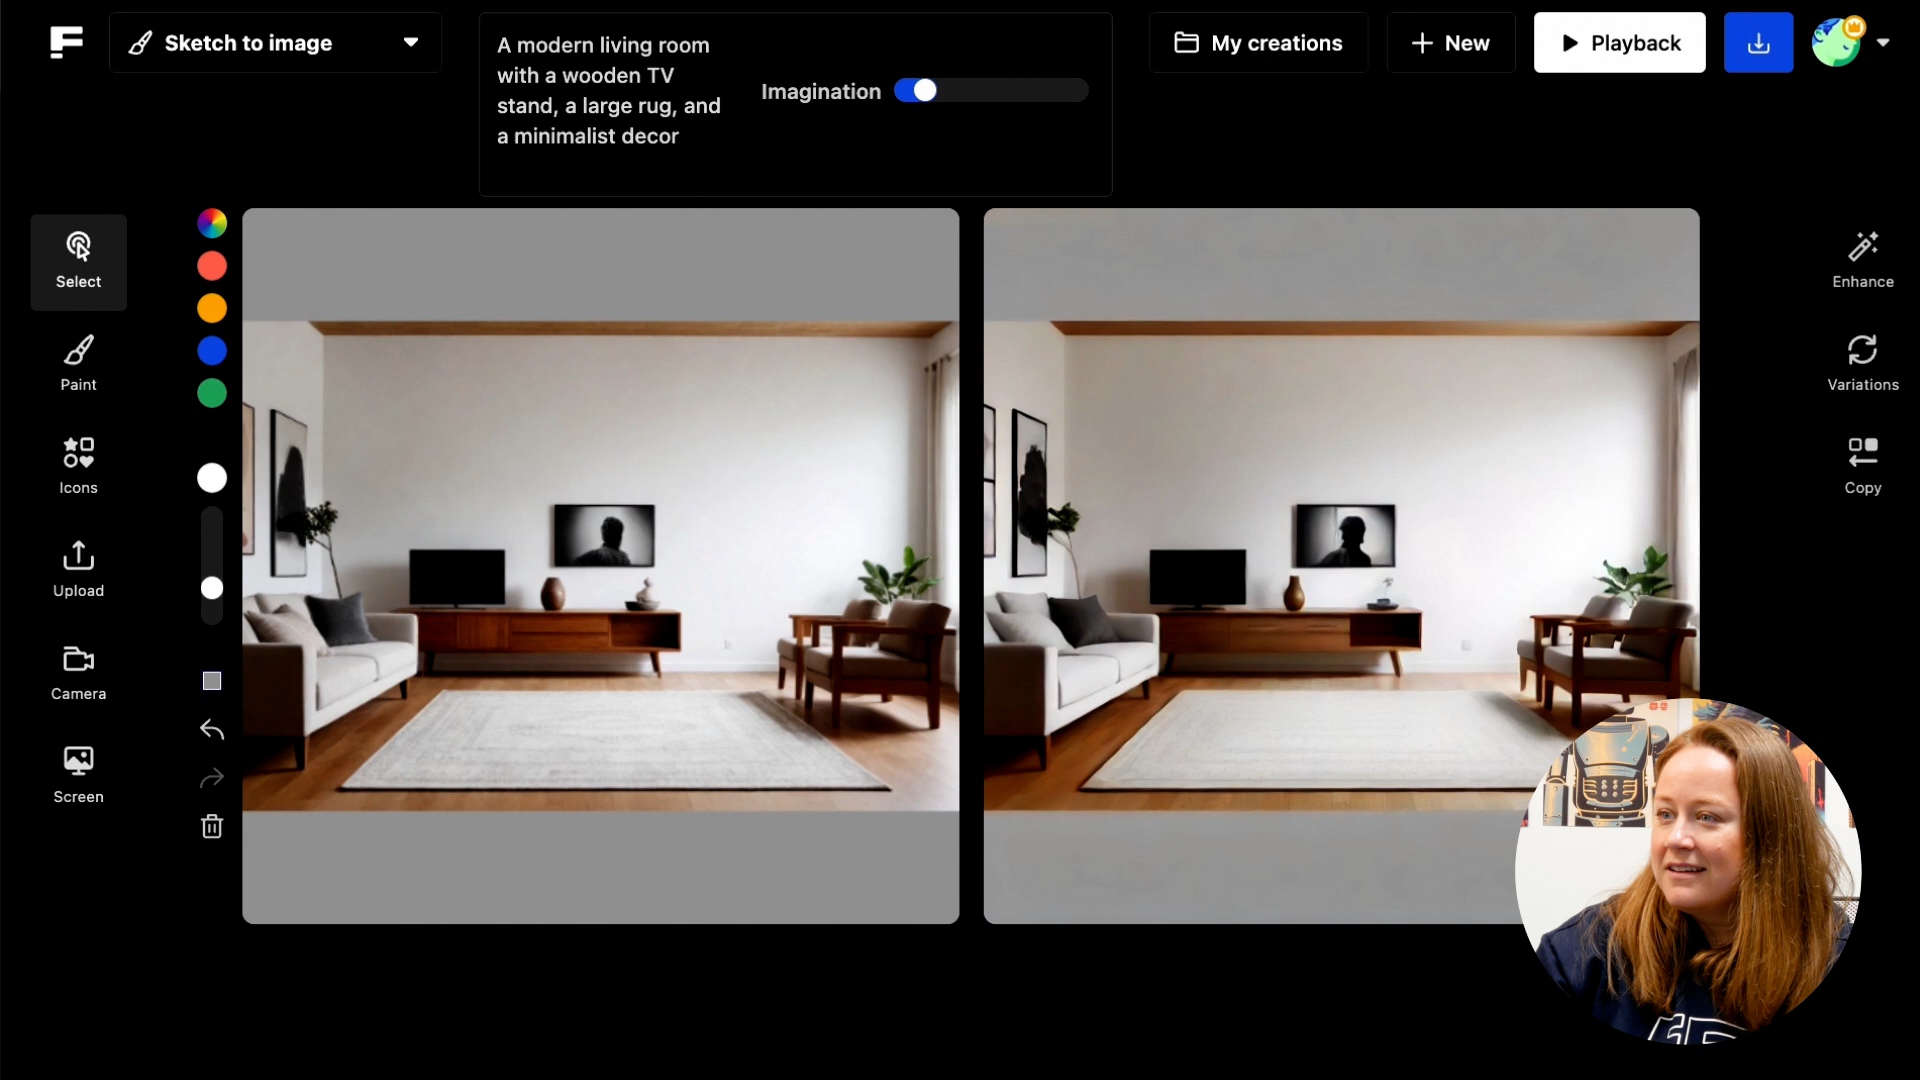 Sketch to image
A modern living room
with a wooden TV
stand, a large rug, and
a minimalist decor
Imagination
My creations
New
Playback
Select
Paint
Icons
Upload
Camera
Screen
Enhance
Variations
Copy